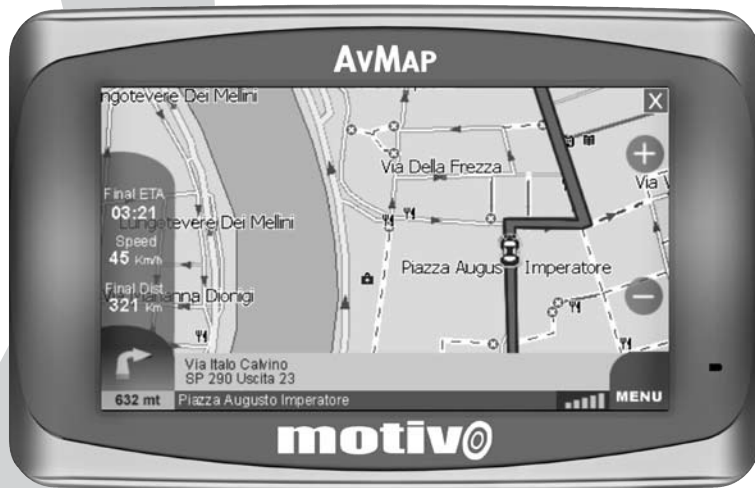 AvMap
ngotevere Dei Mellini
X
+
Via Della Frezza
Via V
Final ETA
03:21
Lungotevere Dei Mellini
Speed
45 Km/h
Piazza Augus Imperatore
Final Dist.
anna Dionigi
321 Km
Via Italo Calvino
SP 290 Uscita 23
632 mt
Piazza Augusto Imperatore
MENU
motivo